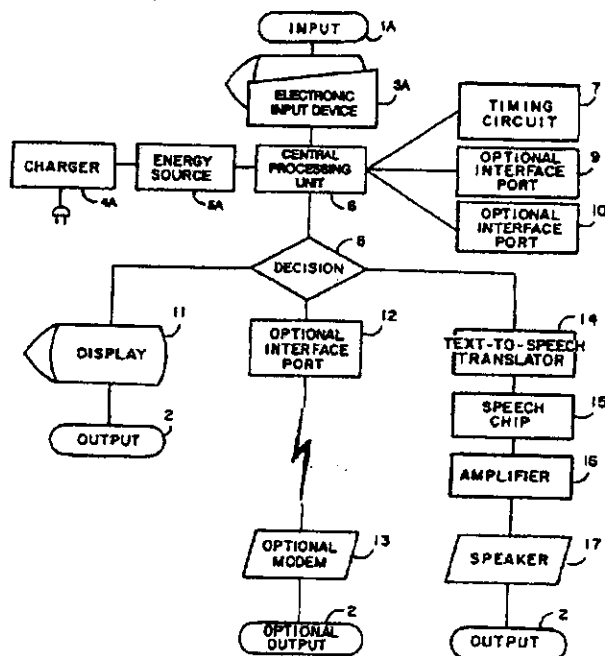 INPUT
1A
ELECTRONIC
INPUT DEVICE
3A
7
TIMING
CIRCUIT
CHARGER
4A
ENERGY
SOURCE
5A
CENTRAL
PROCESSING
UNIT
6
OPTIONAL
INTERFACE
PORT
9
OPTIONAL
INTERFACE
PORT
10
8
DECISION
11
DISPLAY
12
OPTIONAL
INTERFACE
PORT
14
TEXT-TO-SPEECH
TRANSLATOR
2
OUTPUT
SPEECH
CHIP
15
AMPLIFIER
16
OPTIONAL
MODEM
13
SPEAKER
17
2
OPTIONAL
OUTPUT
2
OUTPUT